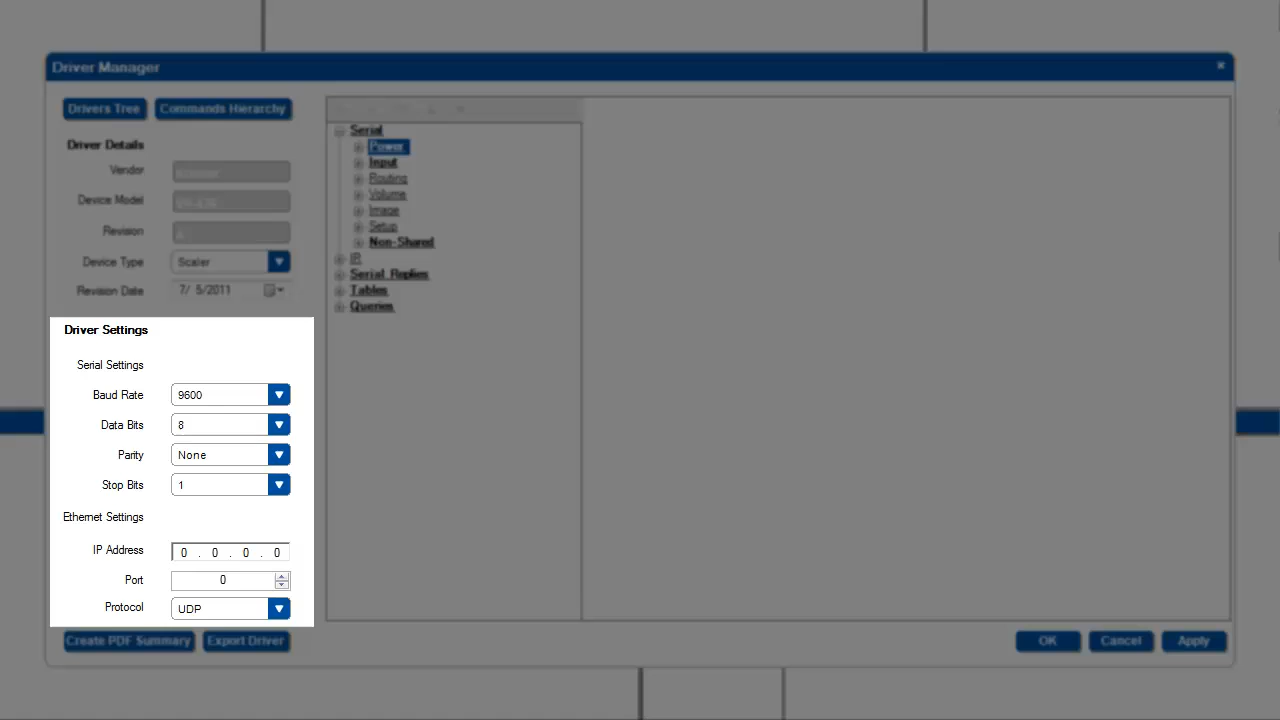 Driver Manager
Drivers Tree
Commands Hierarchy
Driver Details
Vendor
Device Model
Revision
Device Type
Scaler
Revision Date
7/ 5/2011
Driver Settings
Serial Settings
Baud Rate
9600
Data Bits
8
Parity
None
Stop Bits
1
Ethernet Settings
IP Address
0 . 0 . 0 . 0
Port
0
Protocol
UDP
Create PDF Summary
Export Driver
Serial
Power
Input
Routing
Volume
Image
Setup
Non-Shared
IP
Serial Replies
Tables
Queries
OK
Cancel
Apply